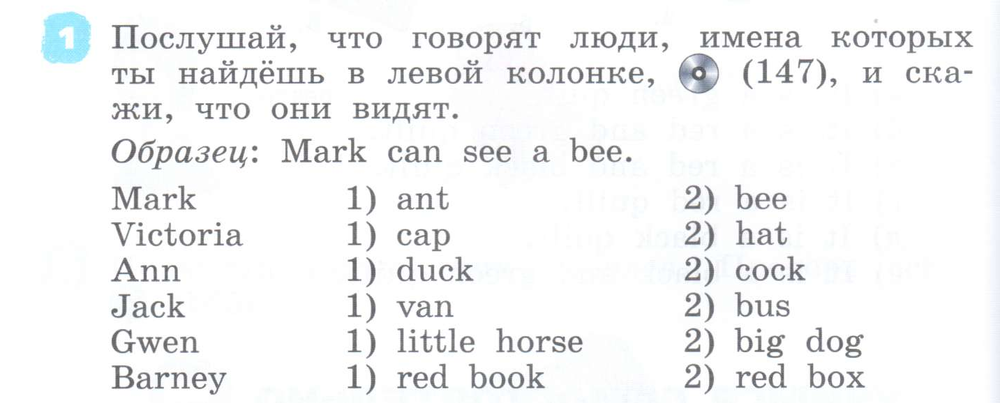 1 Послушай, что говорят люди, имена которых
ты найдёшь в левой колонке, (147), и ска-
жи, что они видят.
Образец: Mark can see a bee.
Mark 1) ant 2) bee
Victoria 1) cap 2) hat
Ann 1) duck 2) cock
Jack 1) van 2) bus
Gwen 1) little horse 2) big dog
Barney 1) red book 2) red box